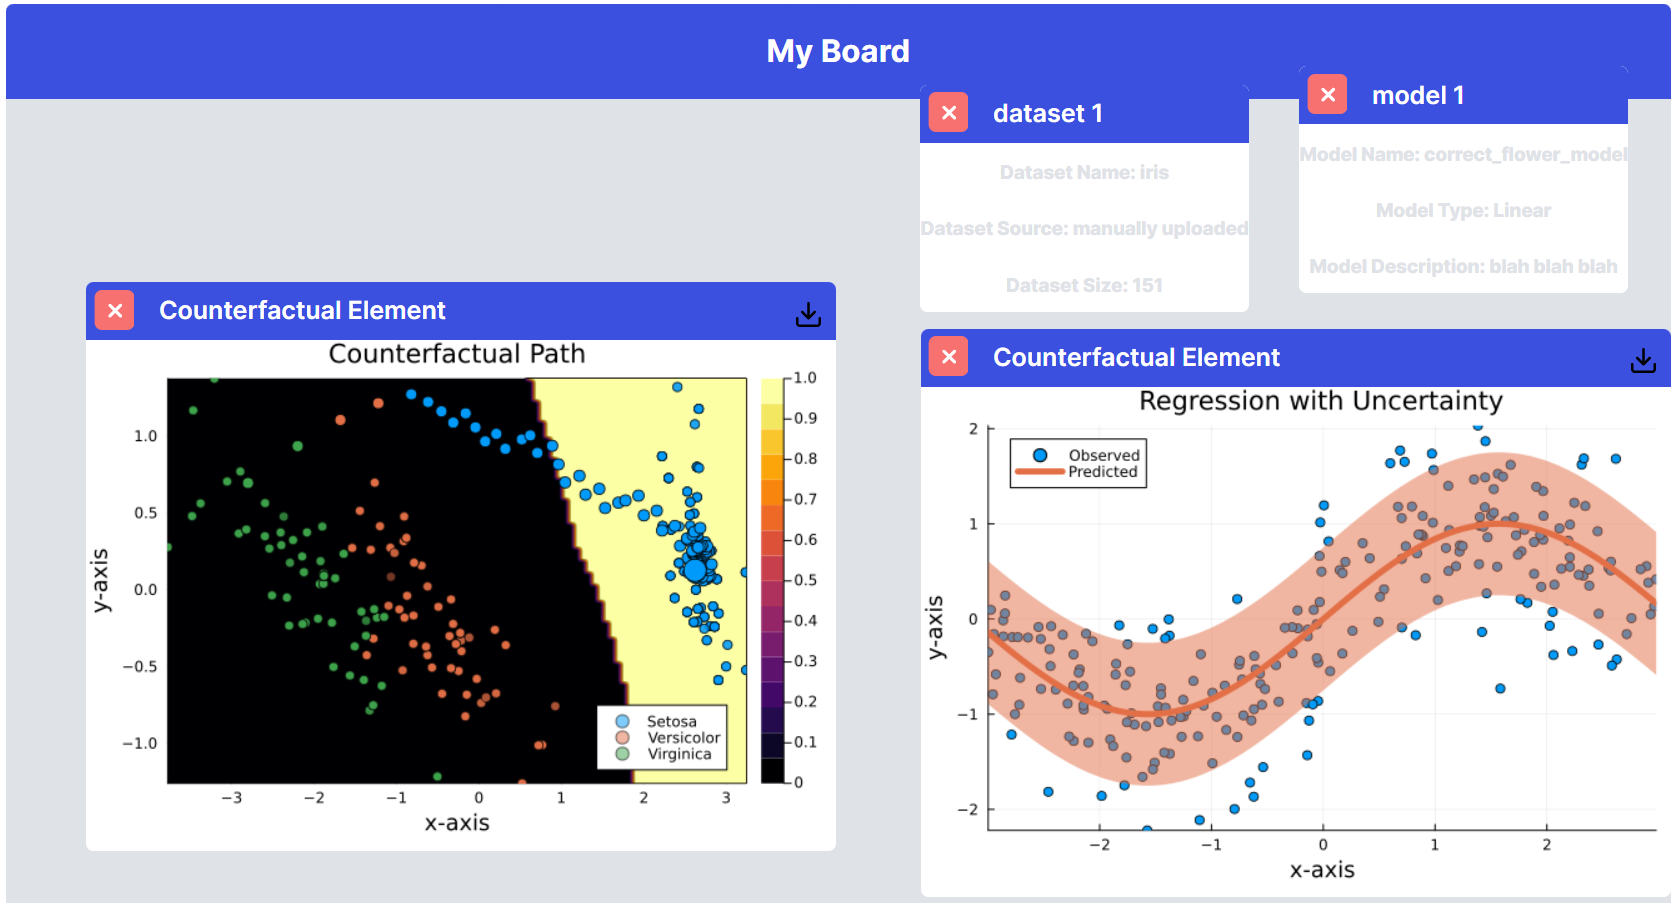 My Board
dataset 1
Dataset Name: iris
Dataset Source: manually uploaded
Dataset Size: 151
model 1
Model Name: correct_flower_model
Model Type: Linear
Model Description: blah blah blah
Counterfactual Element
Counterfactual Path
1.0
0.5
0.0
−0.5
−1.0
y-axis
−3 −2 −1 0 1 2 3
x-axis
Setosa
Versicolor
Virginica
1.0
0.9
0.8
0.7
0.6
0.5
0.4
0.3
0.2
0.1
0
Counterfactual Element
Regression with Uncertainty
Observed
Predicted
2
1
0
−1
−2
y-axis
−2 −1 0 1 2
x-axis